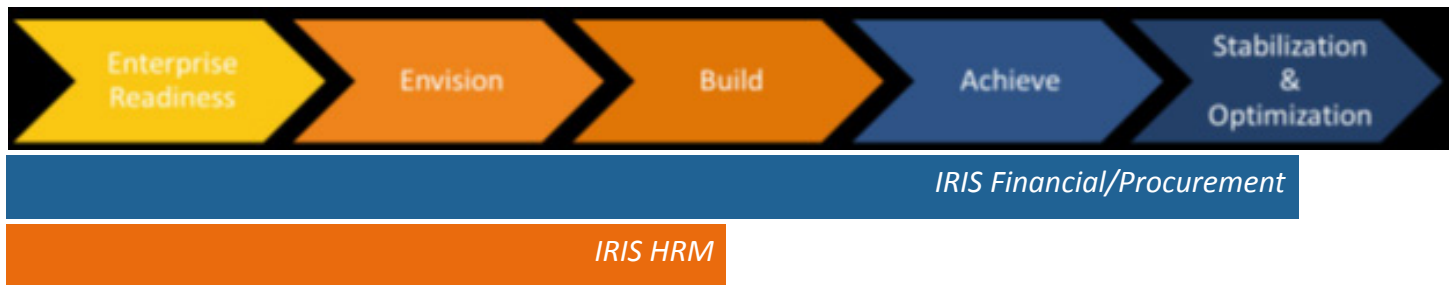 Enterprise
Readiness
Envision
Build
Achieve
Stabilization
&
Optimization
IRIS Financial/Procurement
IRIS HRM